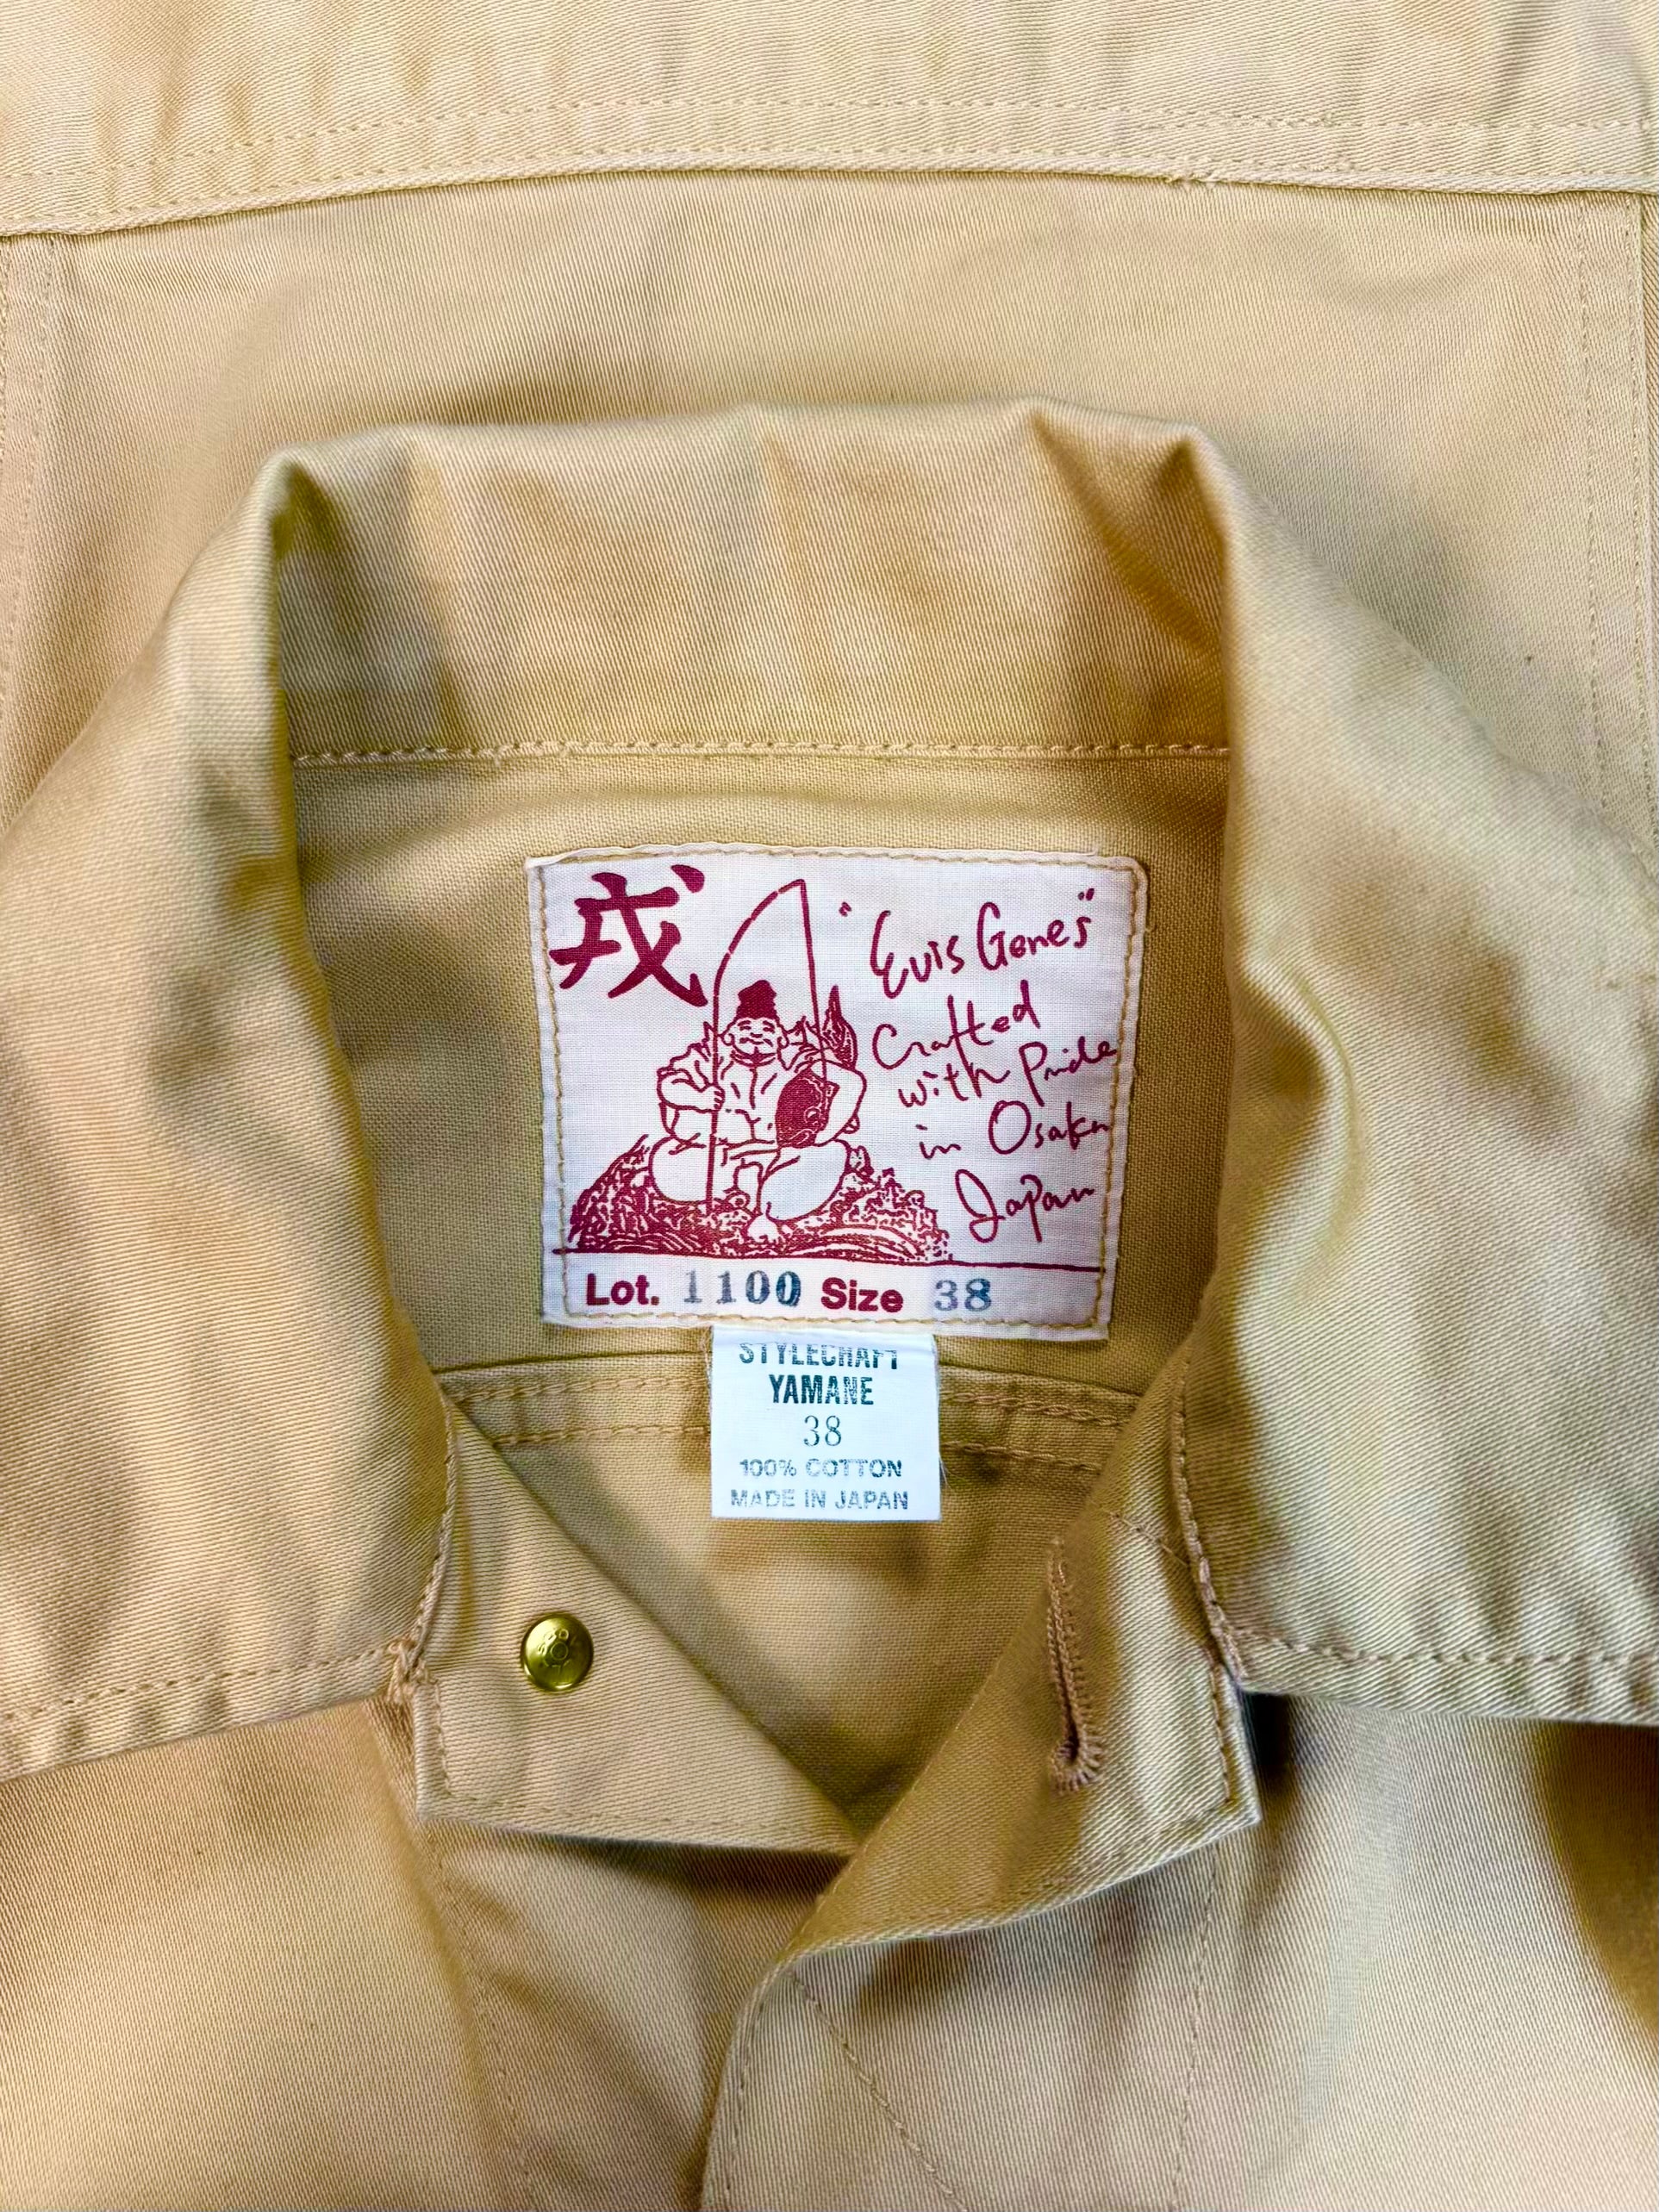 戎
"Evis Genes"
Crafted
with Pride
in Osaka
Japan
Lot. 1100 Size 38
STYLECRAFT
YAMANE
38
100% COTTON
MADE IN JAPAN